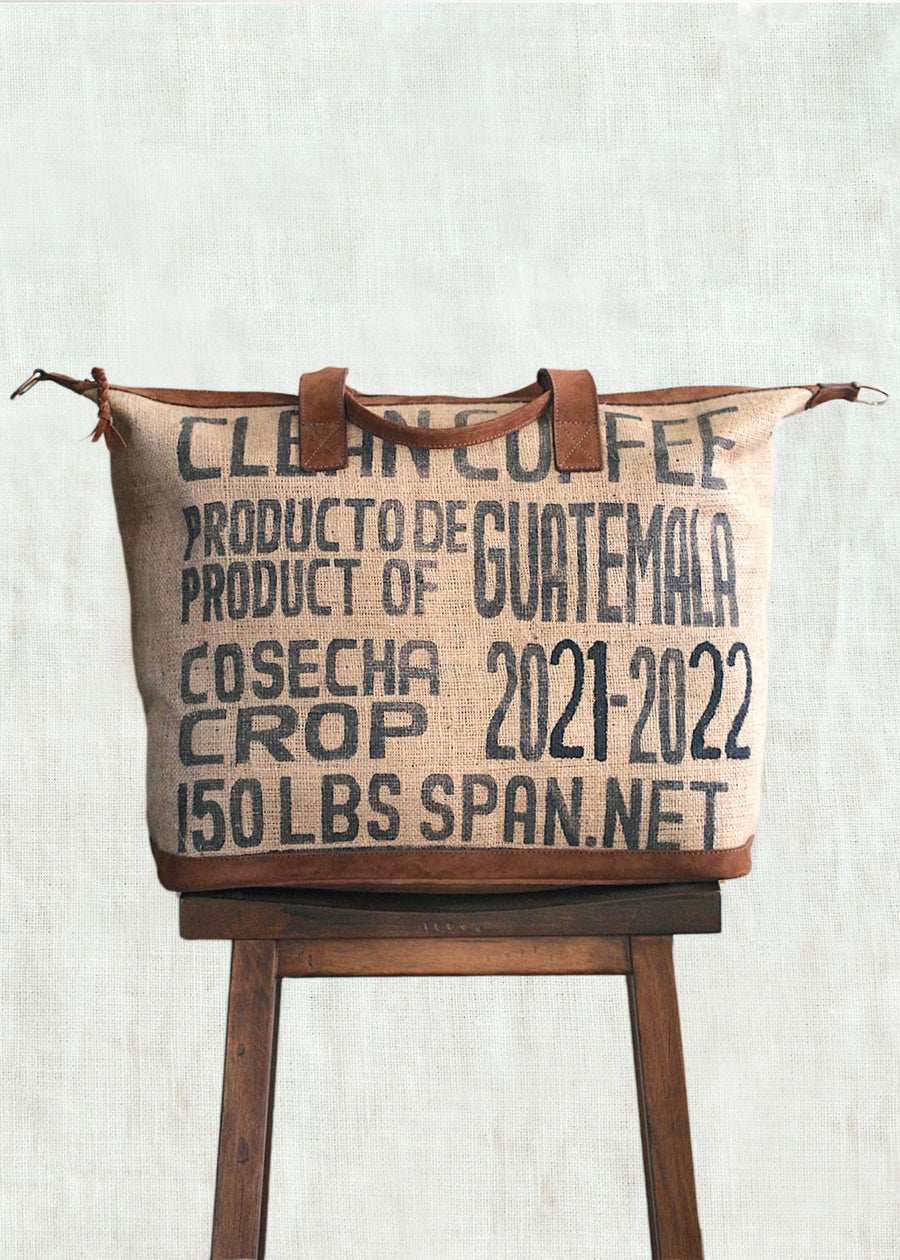 CLEAN COFFEE
PRODUCTO DE GUATEMALA
PRODUCT OF
COSECHA 2021-2022
CROP
150 LBS SPAN.NET